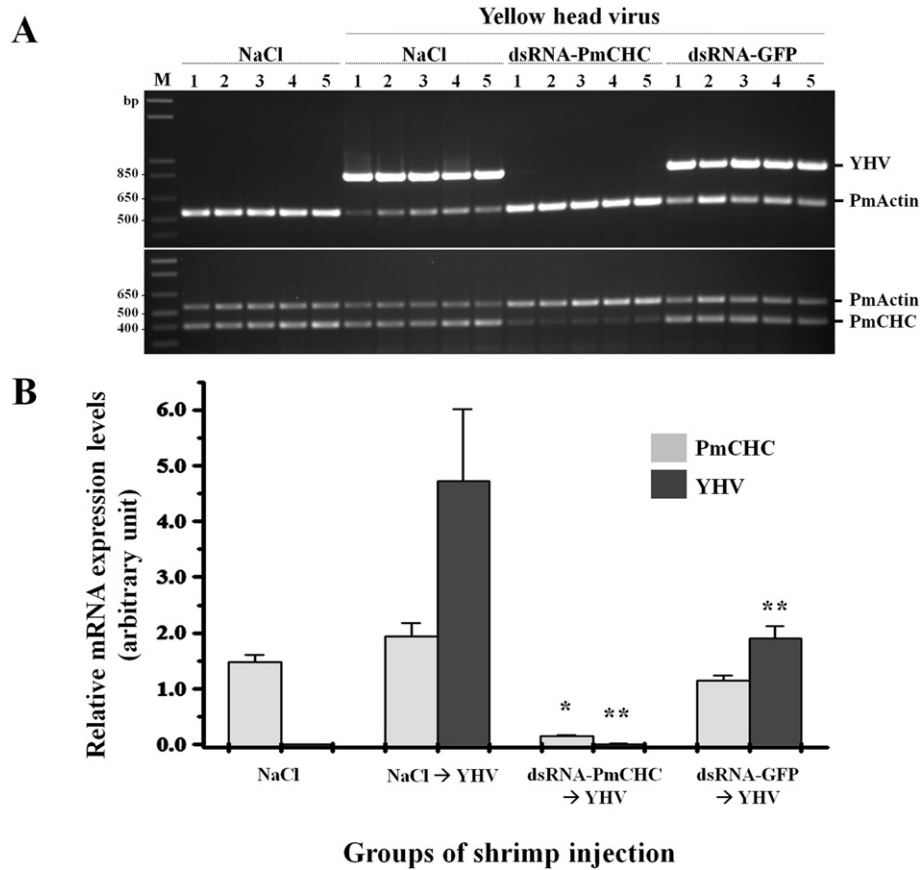 A
Yellow head virus
NaCl NaCl dsRNA-PmCHC dsRNA-GFP
M 1 2 3 4 5 1 2 3 4 5 1 2 3 4 5 1 2 3 4 5
bp
YHV
850
650
PmActin
500
650
PmActin
500
400
PmCHC
B
Relative mRNA expression levels
(arbitrary unit)
6.0
5.0
4.0
3.0
2.0
1.0
0.0
PmCHC
YHV
* ** **
NaCl NaCl → YHV dsRNA-PmCHC dsRNA-GFP
→ YHV → YHV
Groups of shrimp injection